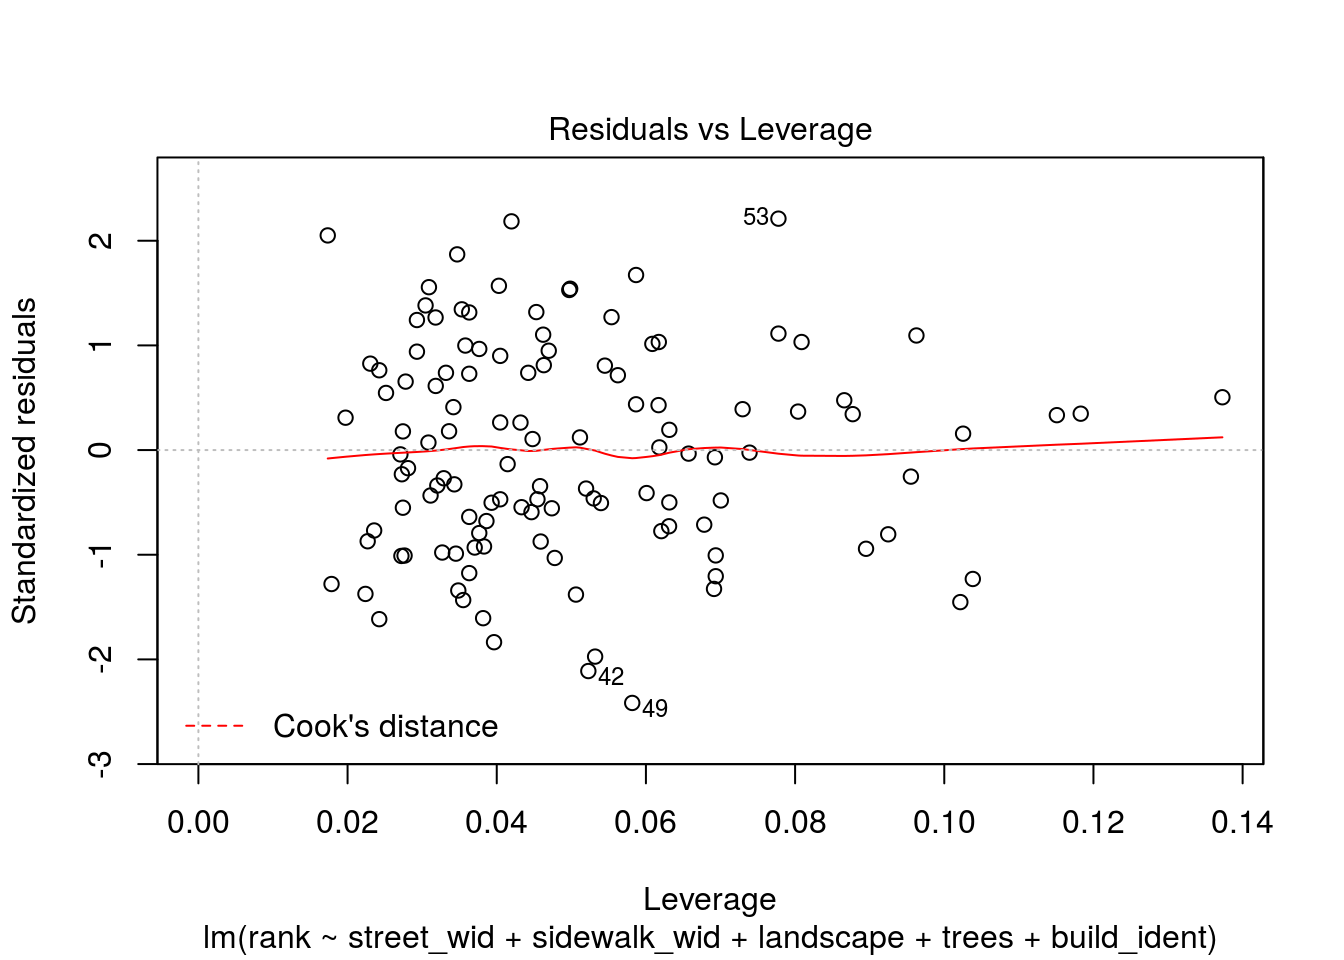 Residuals vs Leverage
Standardized residuals
2
1
0
-1
-2
-3
53
42
49
Cook's distance
0.00 0.02 0.04 0.06 0.08 0.10 0.12 0.14
Leverage
lm(rank ~ street_wid + sidewalk_wid + landscape + trees + build_ident)